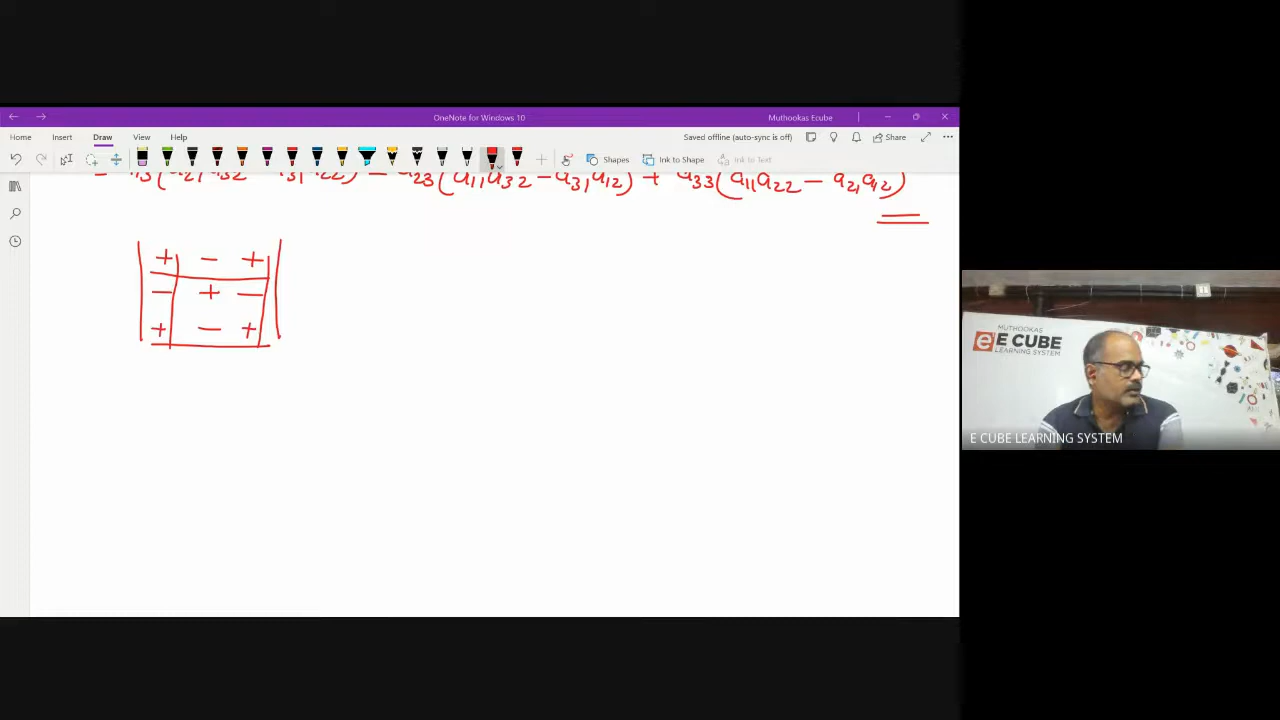 OneNote for Windows 10
Muthookas Ecube
Home Insert Draw View Help
Saved offline (auto-sync is off)
Share
Shapes
Ink to Shape
Ink to Text
- a23(a11a32 - a31a12) + a33(a11a22 - a21a12)
+ - +
- + -
+ - +
MUTHOOKAS
e E CUBE
LEARNING SYSTEM
E CUBE LEARNING SYSTEM